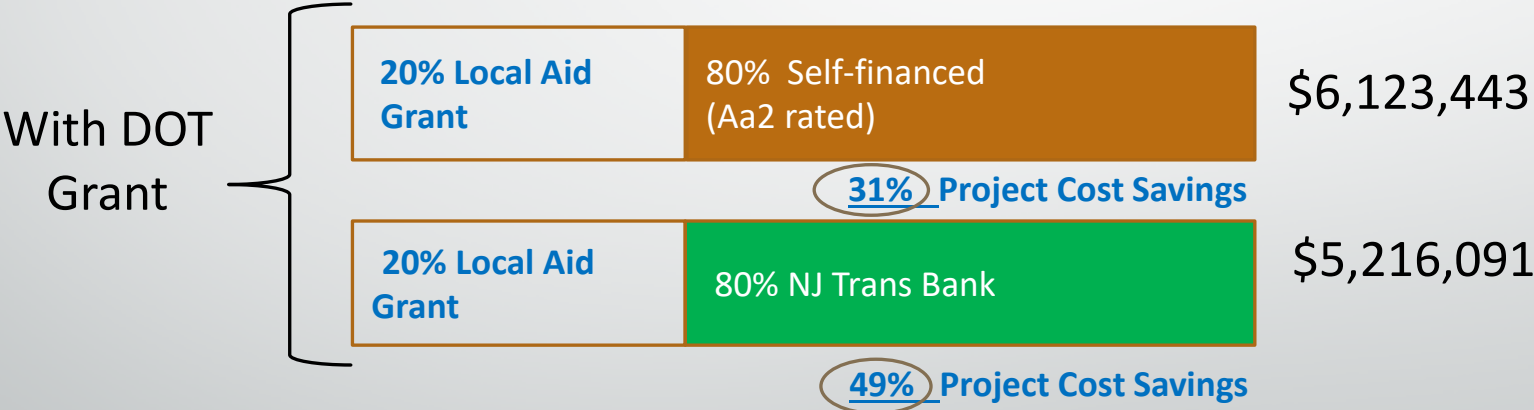 With DOT
Grant
20% Local Aid
Grant
80% Self-financed
(Aa2 rated)
$6,123,443
31% Project Cost Savings
20% Local Aid
Grant
80% NJ Trans Bank
$5,216,091
49% Project Cost Savings